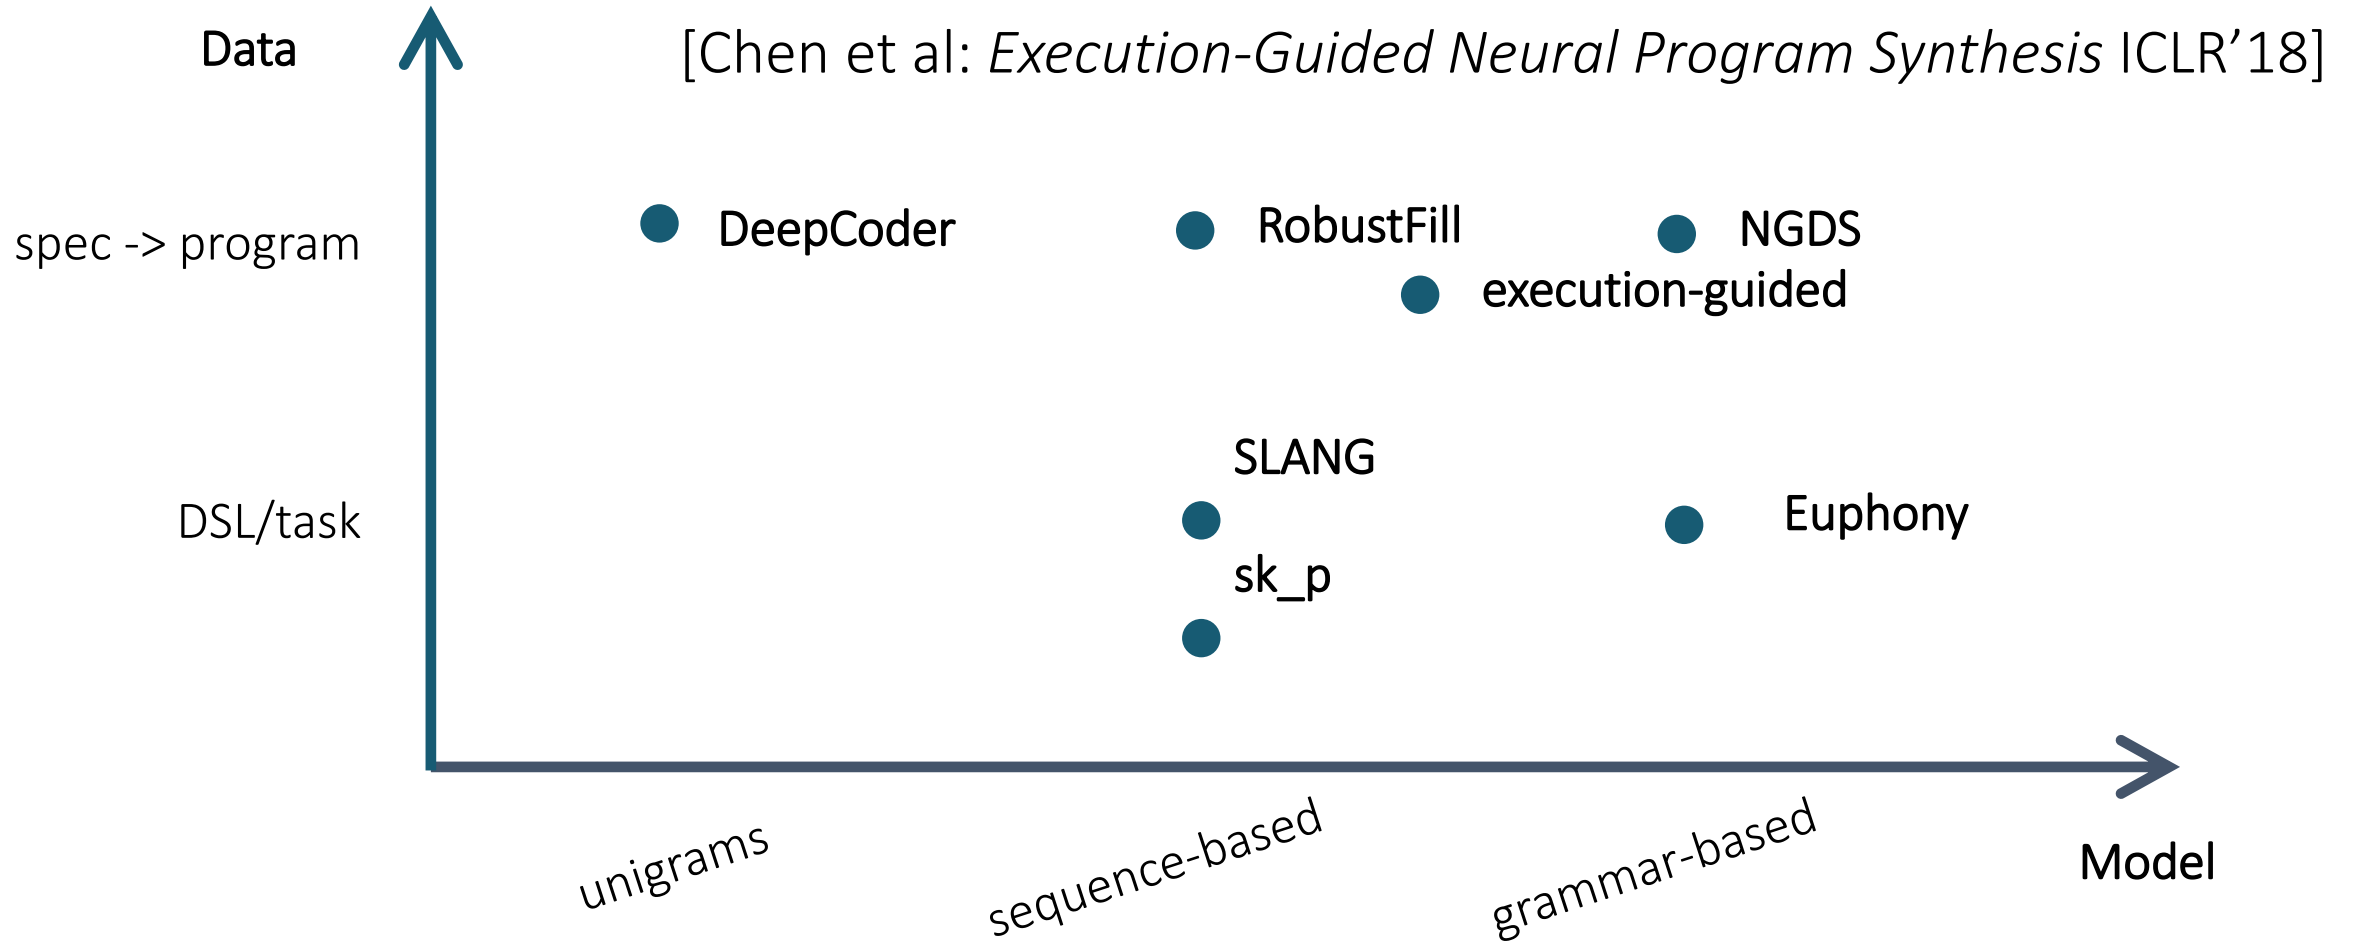 Data
[Chen et al: Execution-Guided Neural Program Synthesis ICLR’18]
spec -> program
DeepCoder
RobustFill
NGDS
execution-guided
SLANG
DSL/task
Euphony
sk_p
unigrams
sequence-based
grammar-based
Model